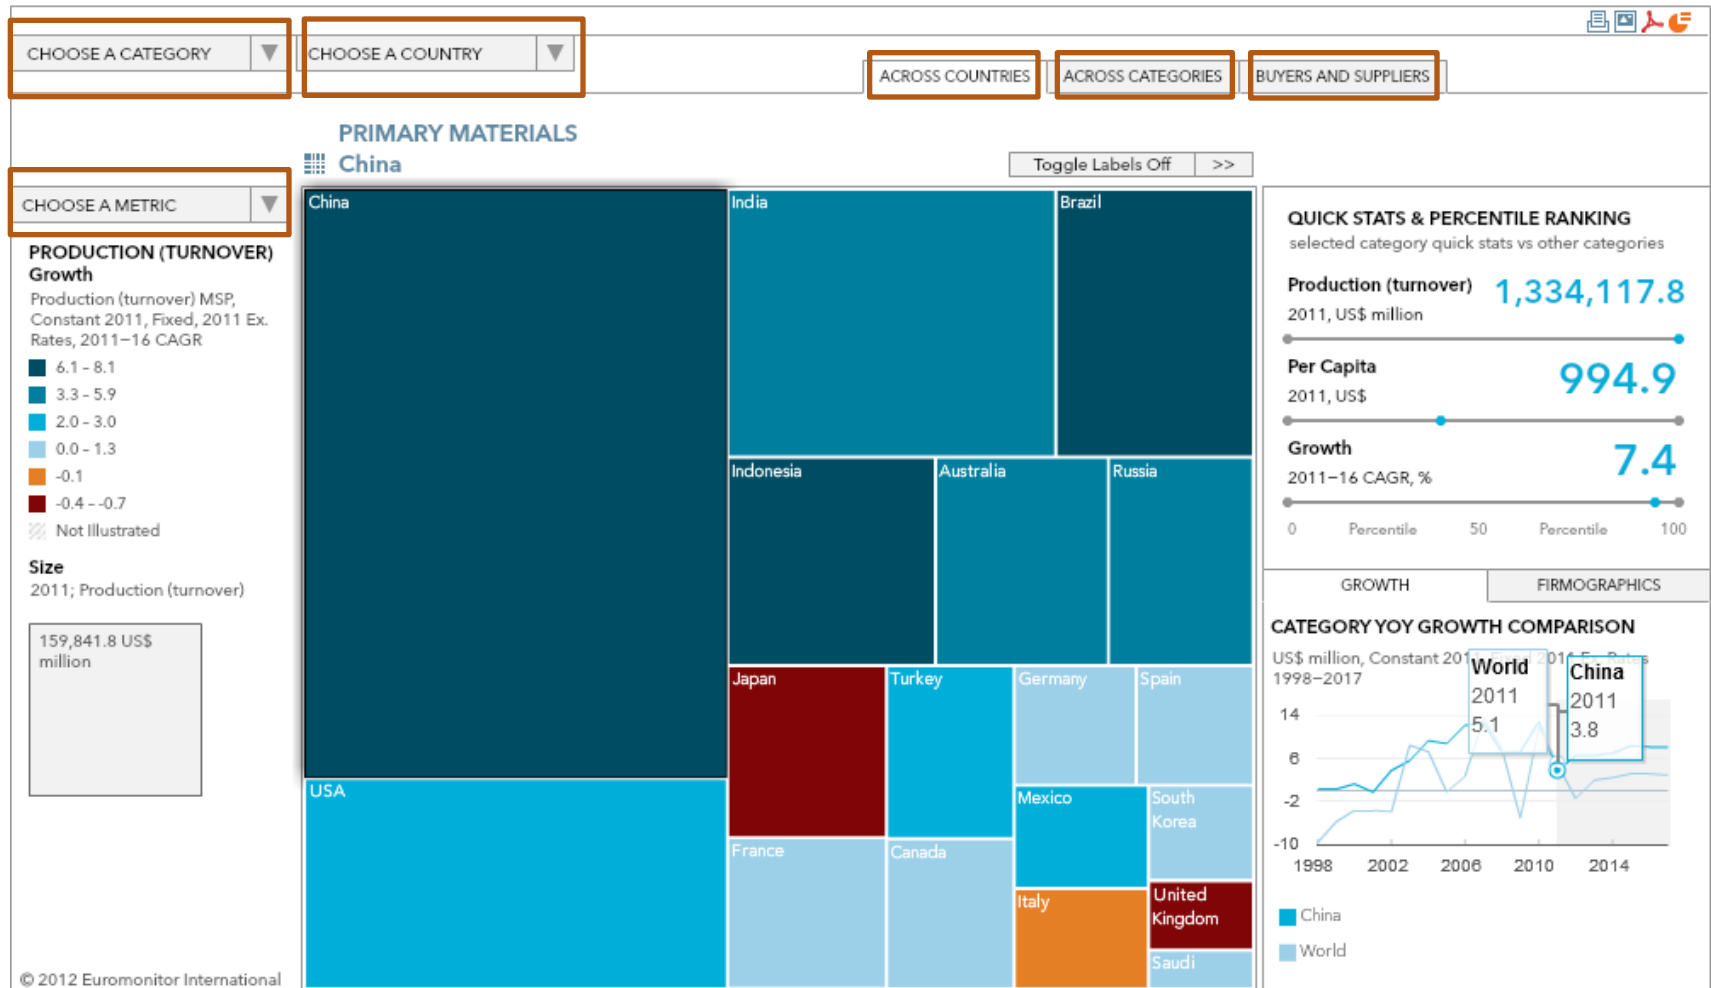 CHOOSE A CATEGORY
CHOOSE A COUNTRY
ACROSS COUNTRIES
ACROSS CATEGORIES
BUYERS AND SUPPLIERS
PRIMARY MATERIALS
China
Toggle Labels Off
>>
CHOOSE A METRIC
PRODUCTION (TURNOVER)
Growth
Production (turnover) MSP,
Constant 2011, Fixed, 2011 Ex.
Rates, 2011-16 CAGR
6.1 - 8.1
3.3 - 5.9
2.0 - 3.0
0.0 - 1.3
-0.1
-0.4 - -0.7
Not Illustrated
Size
2011; Production (turnover)
159,841.8 US$
million
© 2012 Euromonitor International
China
India
Brazil
Indonesia
Australia
Russia
Japan
Turkey
Germany
Spain
USA
Mexico
South
Korea
France
Canada
Italy
United
Kingdom
Saudi
QUICK STATS & PERCENTILE RANKING
selected category quick stats vs other categories
Production (turnover)
1,334,117.8
2011, US$ million
Per Capita
994.9
2011, US$
Growth
7.4
2011-16 CAGR, %
0 Percentile 50 Percentile 100
GROWTH
FIRMOGRAPHICS
CATEGORY YOY GROWTH COMPARISON
US$ million, Constant 2011, Fixed 2011 Ex. Rates
1998-2017
World
2011
5.1
China
2011
3.8
14
6
-2
-10
1998 2002 2006 2010 2014
China
World